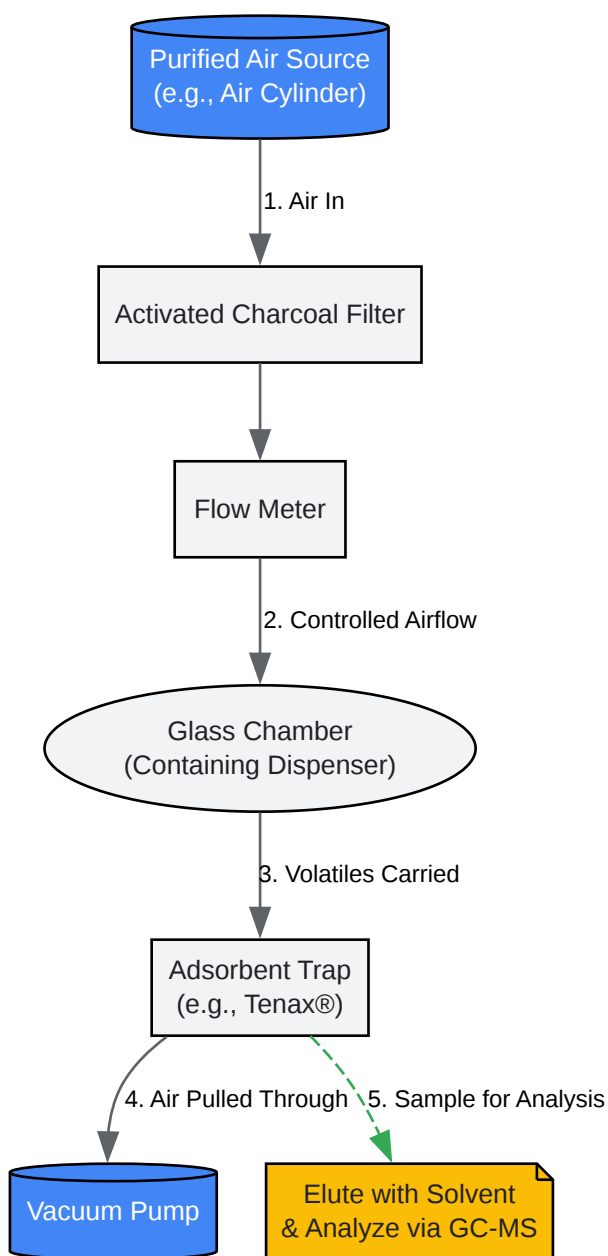 Purified Air Source
(e.g., Air Cylinder)
1. Air In
Activated Charcoal Filter
Flow Meter
2. Controlled Airflow
Glass Chamber
(Containing Dispenser)
3. Volatiles Carried
Adsorbent Trap
(e.g., Tenax®)
4. Air Pulled Through
5. Sample for Analysis
Vacuum Pump
Elute with Solvent
& Analyze via GC-MS